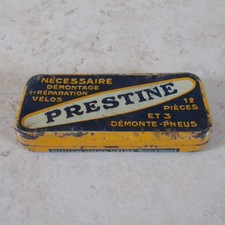 NÉCESSAIRE
DÉMONTAGE
& RÉPARATION
VÉLOS
PRESTINE
12
PIÈCES
ET 3
DÉMONTE-PNEUS